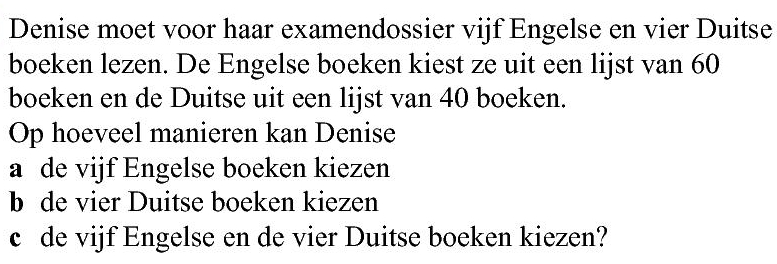 Denise moet voor haar examendossier vijf Engelse en vier Duitse
boeken lezen. De Engelse boeken kiest ze uit een lijst van 60
boeken en de Duitse uit een lijst van 40 boeken.
Op hoeveel manieren kan Denise
a de vijf Engelse boeken kiezen
b de vier Duitse boeken kiezen
c de vijf Engelse en de vier Duitse boeken kiezen?